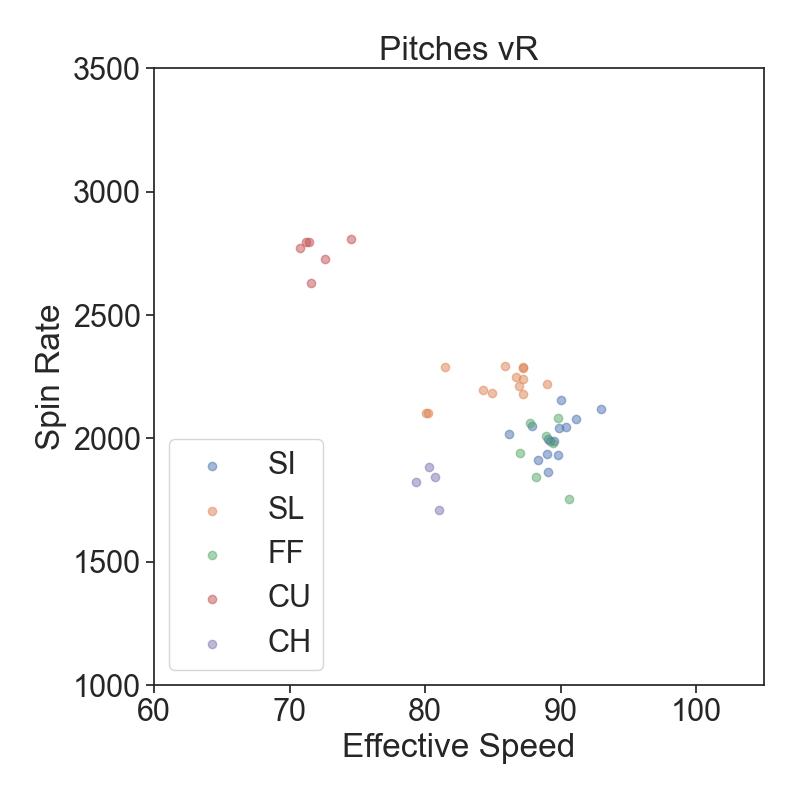 Pitches vR
3500
3000
2500
2000
1500
1000
Spin Rate
SI
SL
FF
CU
CH
60 70 80 90 100
Effective Speed